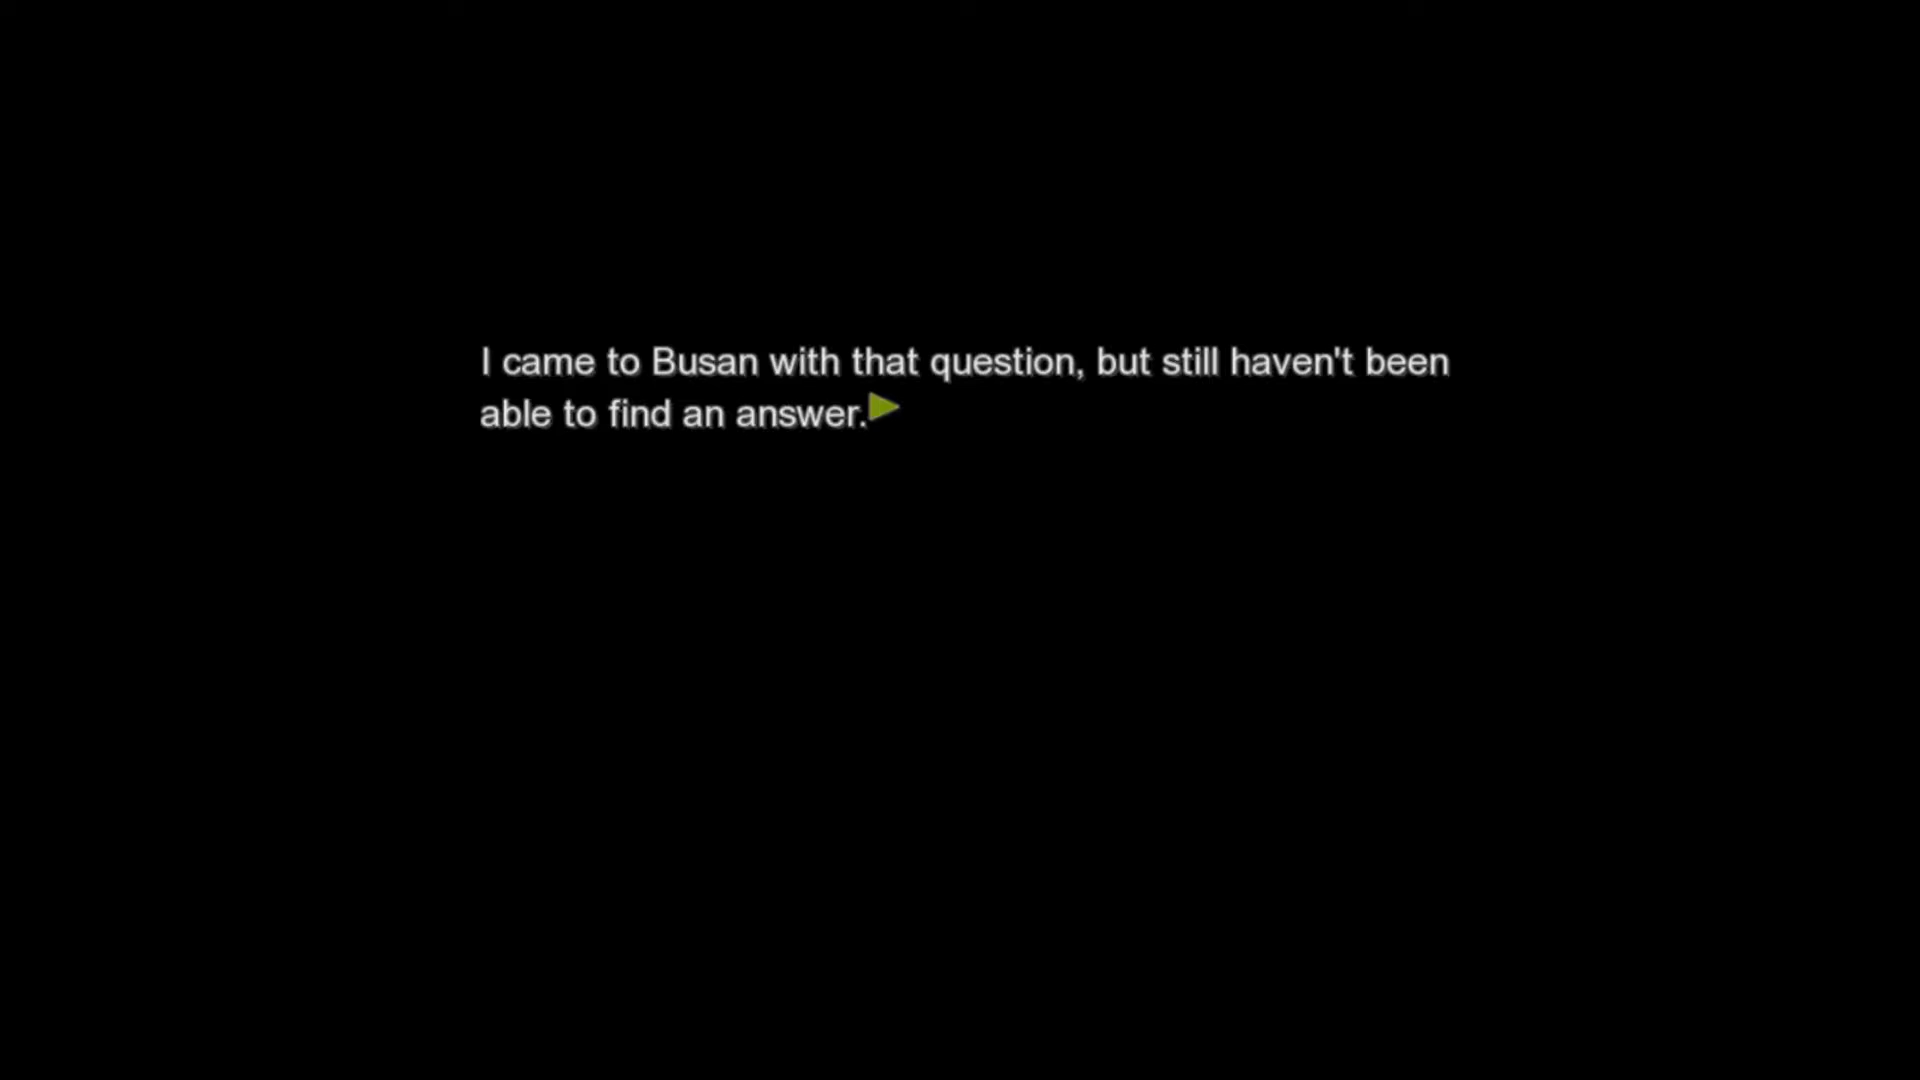 I came to Busan with that question, but still haven't been
able to find an answer.